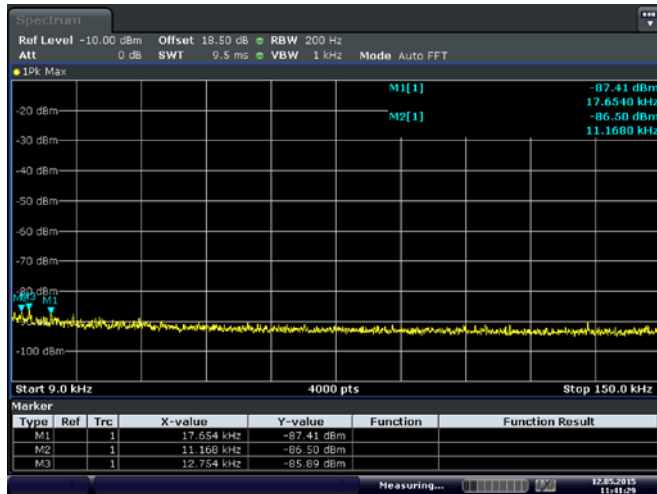 Spectrum
Ref Level -10.00 dBm Offset 18.50 dB RBW 200 Hz
Att 0 dB SWT 9.5 ms VBW 1 kHz Mode Auto FFT
1Pk Max
M1[1] -87.41 dBm
17.6540 kHz
-20 dBm
M2[1] -86.50 dBm
11.1680 kHz
-30 dBm
-40 dBm
-50 dBm
-60 dBm
-70 dBm
-80 dBm
M2 M3 M1
-100 dBm
Start 9.0 kHz 4000 pts Stop 150.0 kHz
Marker
Type Ref Trc X-value Y-value Function Function Result
M1 1 17.654 kHz -87.41 dBm
M2 1 11.168 kHz -86.50 dBm
M3 1 12.754 kHz -85.89 dBm
Measuring... 12.05.2015
11:41:29